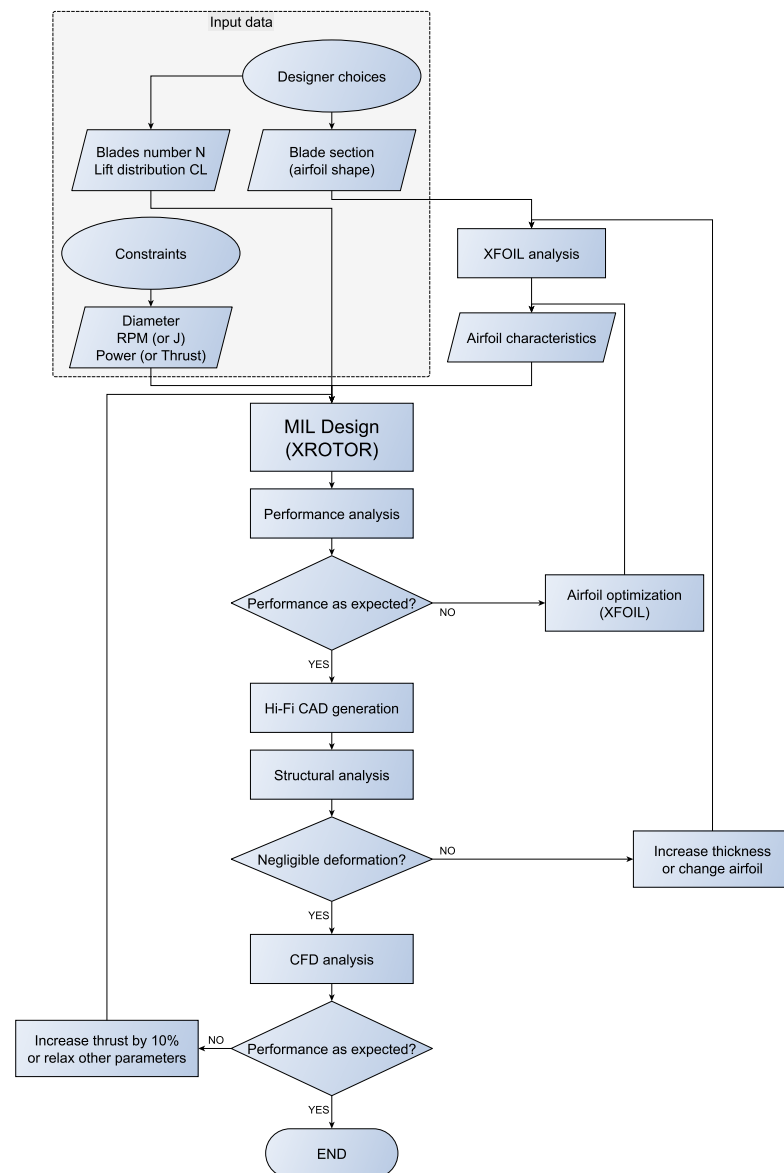 Input data
Designer choices
Blades number N
Lift distribution CL
Blade section
(airfoil shape)
Constraints
XFOIL analysis
Diameter
RPM (or J)
Power (or Thrust)
Airfoil characteristics
MIL Design
(XROTOR)
Performance analysis
Performance as expected?
NO
Airfoil optimization
(XFOIL)
YES
Hi-Fi CAD generation
Structural analysis
Negligible deformation?
NO
Increase thickness
or change airfoil
YES
CFD analysis
Increase thrust by 10%
or relax other parameters
NO
Performance as expected?
YES
END